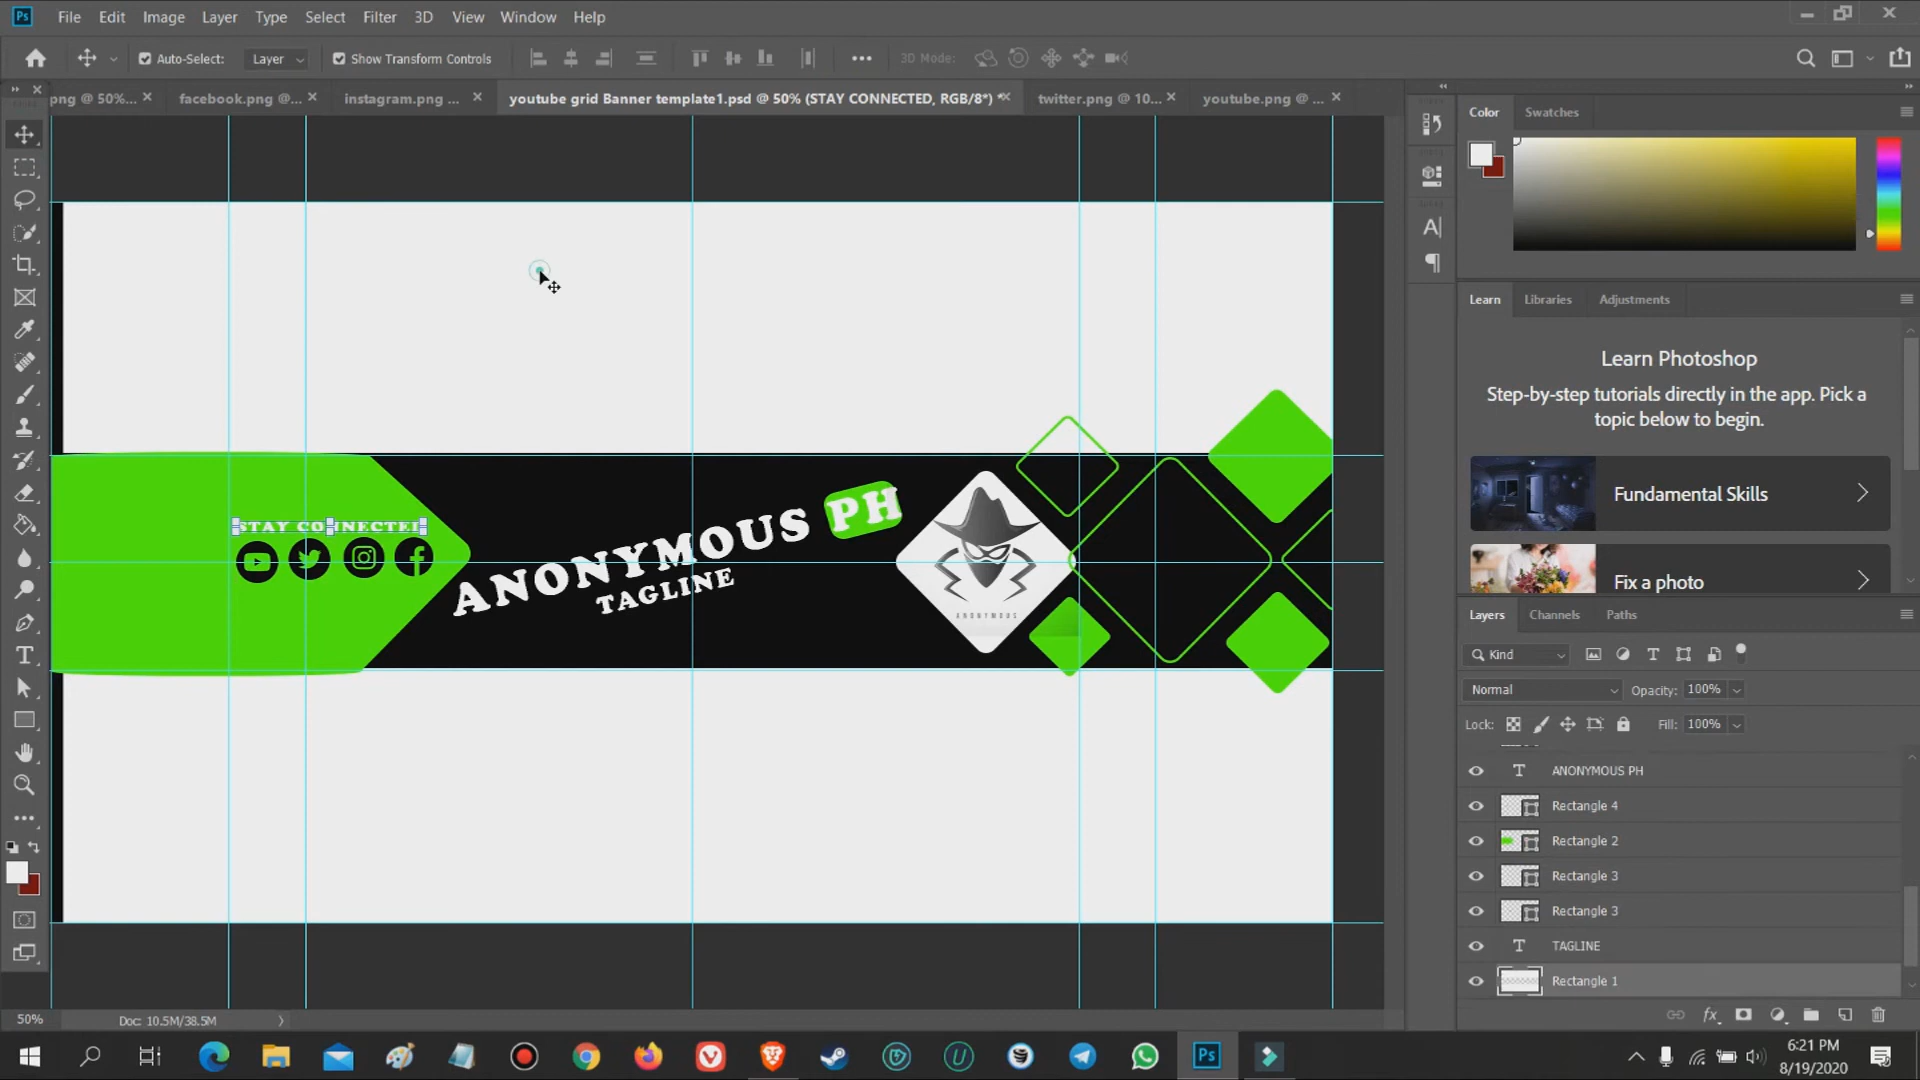 Ps File Edit Image Layer Type Select Filter 3D View Window Help
Auto-Select: Layer Show Transform Controls 3D Mode:
png @ 50%... facebook.png @... instagram.png ... youtube grid Banner template1.psd @ 50% (STAY CONNECTED, RGB/8*) * twitter.png @ 10... youtube.png @ ...
Color Swatches
Learn Libraries Adjustments
Learn Photoshop
Step-by-step tutorials directly in the app. Pick a
topic below to begin.
Fundamental Skills
Fix a photo
STAY CONNECTED
ANONYMOUS PH
TAGLINE
ANONYMOUS
Layers Channels Paths
Kind
Normal Opacity: 100%
Lock: Fill: 100%
ANONYMOUS PH
Rectangle 4
Rectangle 2
Rectangle 3
Rectangle 3
TAGLINE
Rectangle 1
50% Doc: 10.5M/38.5M
Ps
6:21 PM
8/19/2020